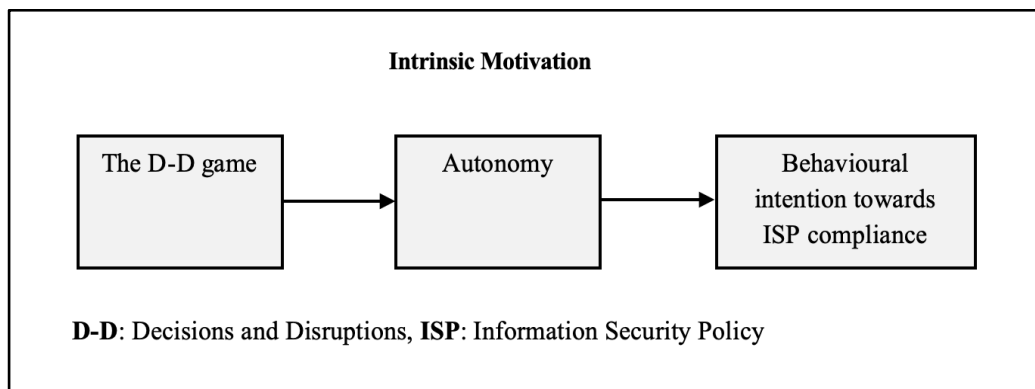 Intrinsic Motivation
The D-D game
Autonomy
Behavioural
intention towards
ISP compliance
D-D: Decisions and Disruptions, ISP: Information Security Policy